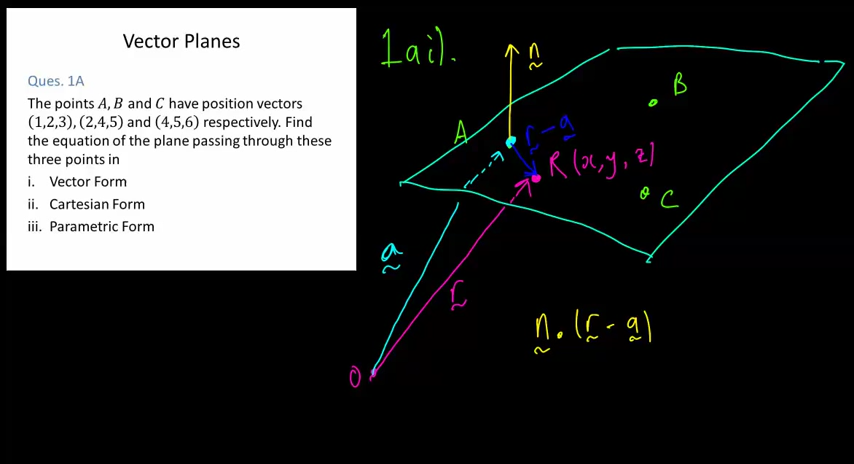 Vector Planes
Ques. 1A
The points A, B and C have position vectors
(1,2,3), (2,4,5) and (4,5,6) respectively. Find
the equation of the plane passing through these
three points in
i. Vector Form
ii. Cartesian Form
iii. Parametric Form
1ai).
n
B
A
r - a
R (x, y, z)
C
a
r
n . (r - a)
O